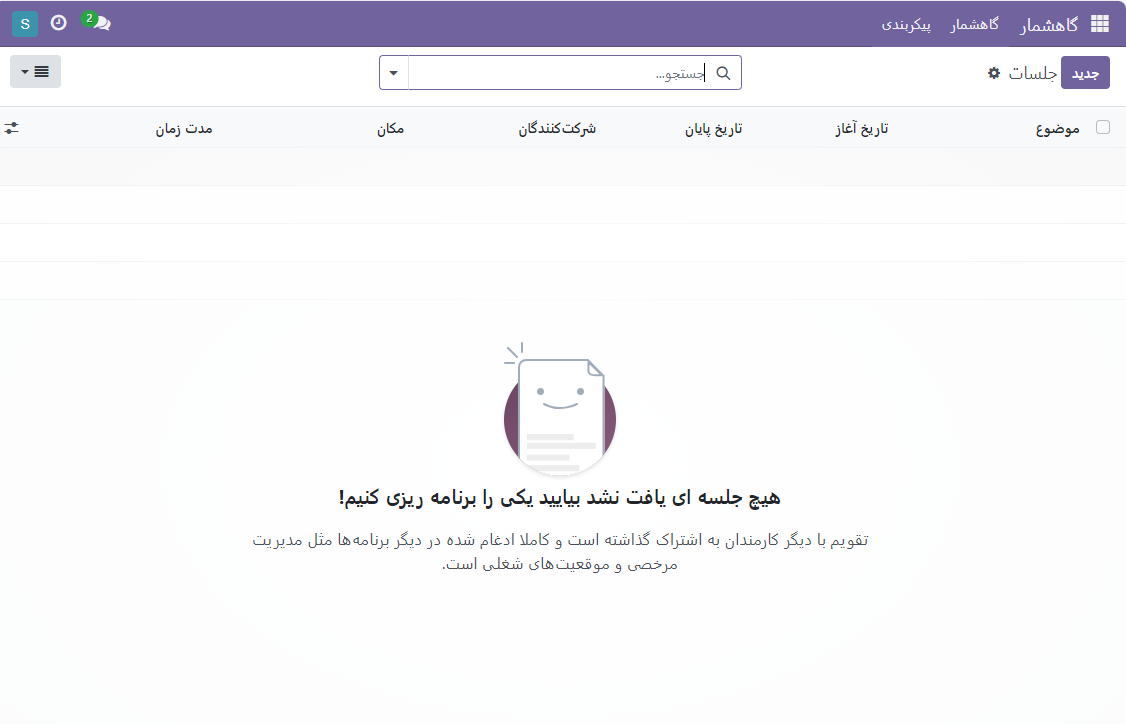 گاهشمار گاهشمار پیکربندی 2 S
جدید جلسات جستجو...
موضوع تاریخ آغاز تاریخ پایان شرکت‌کنندگان مکان مدت زمان
هیچ جلسه ای یافت نشد بیایید یکی را برنامه ریزی کنیم!
تقویم با دیگر کارمندان به اشتراک گذاشته است و کاملا ادغام شده در دیگر برنامه‌ها مثل مدیریت
مرخصی و موقعیت‌های شغلی است.